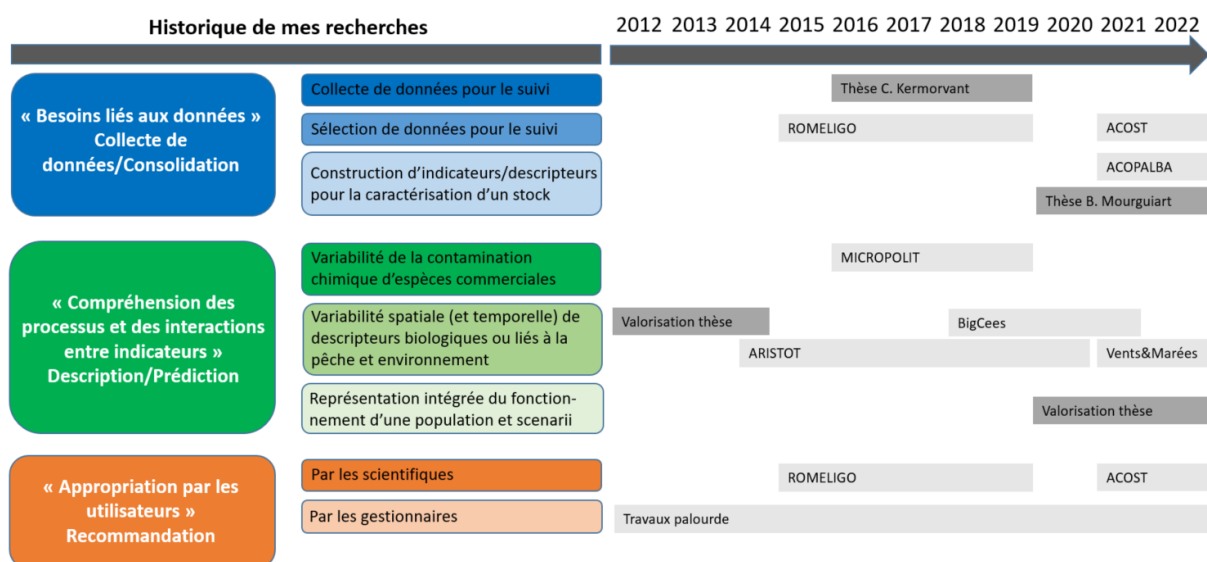 Historique de mes recherches
2012 2013 2014 2015 2016 2017 2018 2019 2020 2021 2022
« Besoins liés aux données »
Collecte de
données/Consolidation
Collecte de données pour le suivi
Thèse C. Kermorvant
Sélection de données pour le suivi
ROMELIGO
ACOST
Construction d'indicateurs/descripteurs
pour la caractérisation d'un stock
ACOPALBA
Thèse B. Mourguiart
« Compréhension des
processus et des interactions
entre indicateurs »
Description/Prédiction
Variabilité de la contamination
chimique d'espèces commerciales
MICROPOLIT
Variabilité spatiale (et temporelle) de
descripteurs biologiques ou liés à la
pêche et environnement
Valorisation thèse
BigCees
ARISTOT
Vents&Marées
Représentation intégrée du fonction-
nement d'une population et scenarii
Valorisation thèse
« Appropriation par les
utilisateurs »
Recommandation
Par les scientifiques
ROMELIGO
ACOST
Par les gestionnaires
Travaux palourde